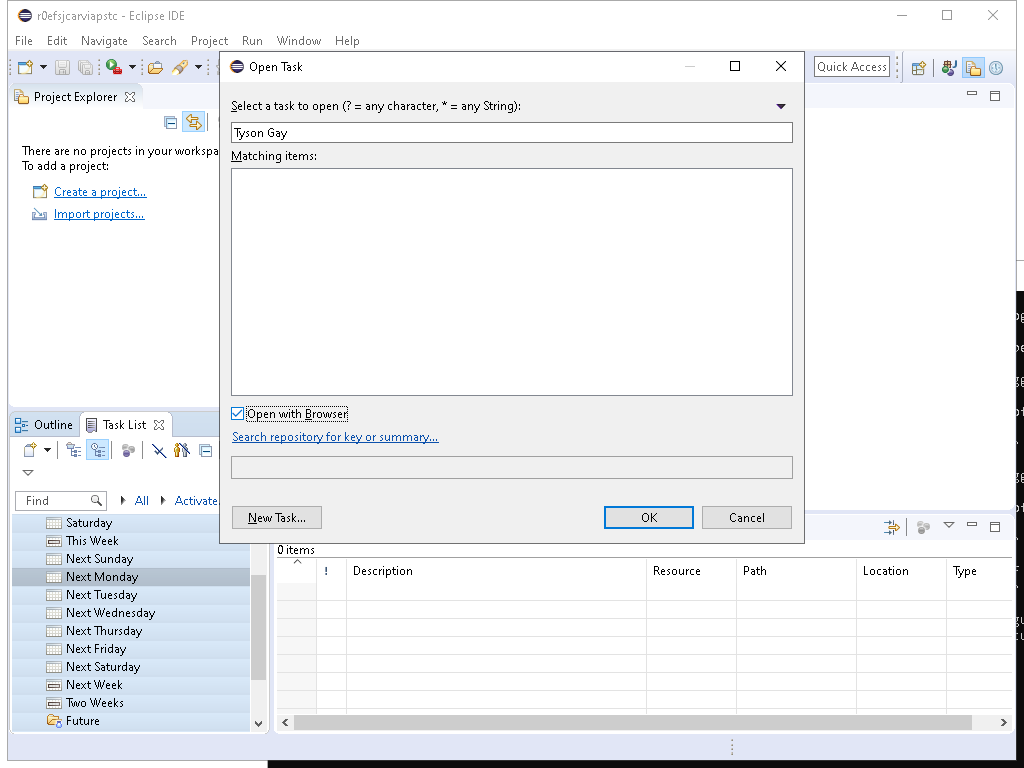 r0efsjcarviapstc - Eclipse IDE
File Edit Navigate Search Project Run Window Help
Quick Access
Project Explorer
There are no projects in your
To add a project:
Create a project...
Import projects...
Open Task
Select a task to open (? = any character, * = any String):
Tyson Gay
Matching items:
Open with Browser
Search repository for key or summary...
New Task... OK Cancel
Outline Task List
Find All Activate
Saturday
This Week
Next Sunday
Next Monday
Next Tuesday
Next Wednesday
Next Thursday
Next Friday
Next Saturday
Next Week
Two Weeks
Future
0 items
! Description Resource Path Location Type